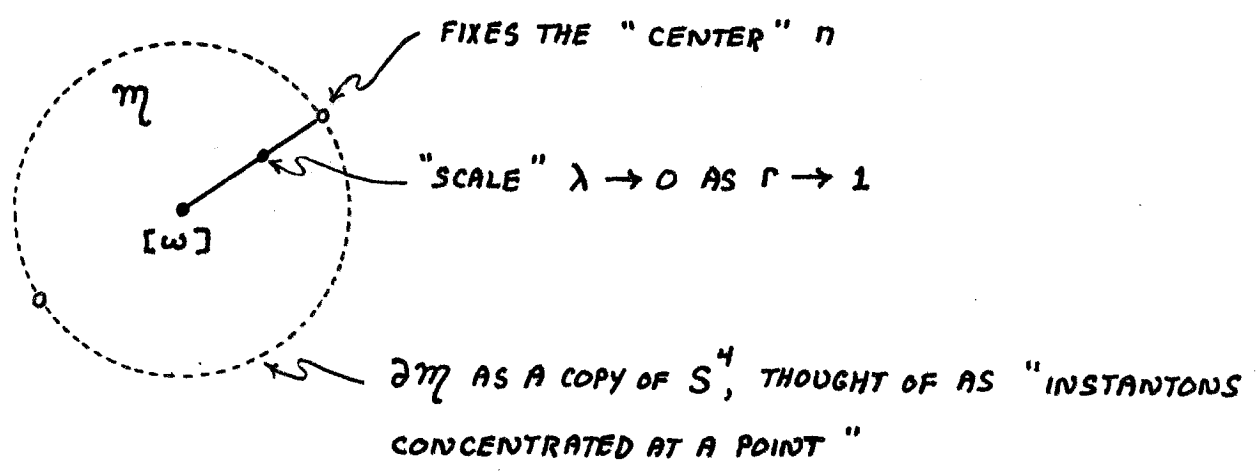 FIXES THE "CENTER" n
𝓜
"SCALE" λ → 0 AS r → 1
[ω]
∂𝓜 AS A COPY OF S⁴, THOUGHT OF AS "INSTANTONS
CONCENTRATED AT A POINT"